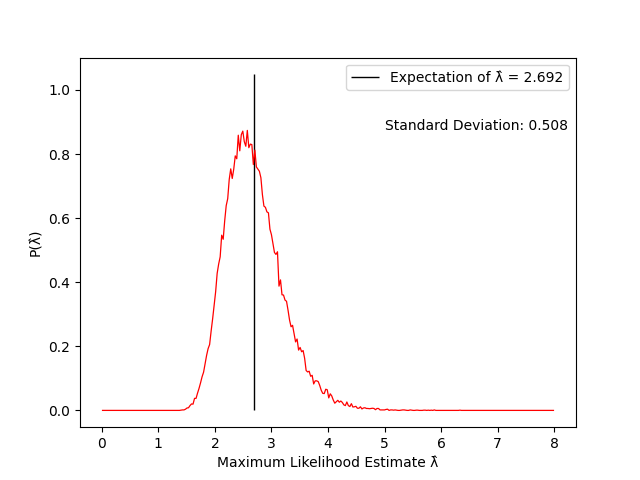 Expectation of λ̂ = 2.692
Standard Deviation: 0.508
P(λ̂)
1.0
0.8
0.6
0.4
0.2
0.0
0 1 2 3 4 5 6 7 8
Maximum Likelihood Estimate λ̂